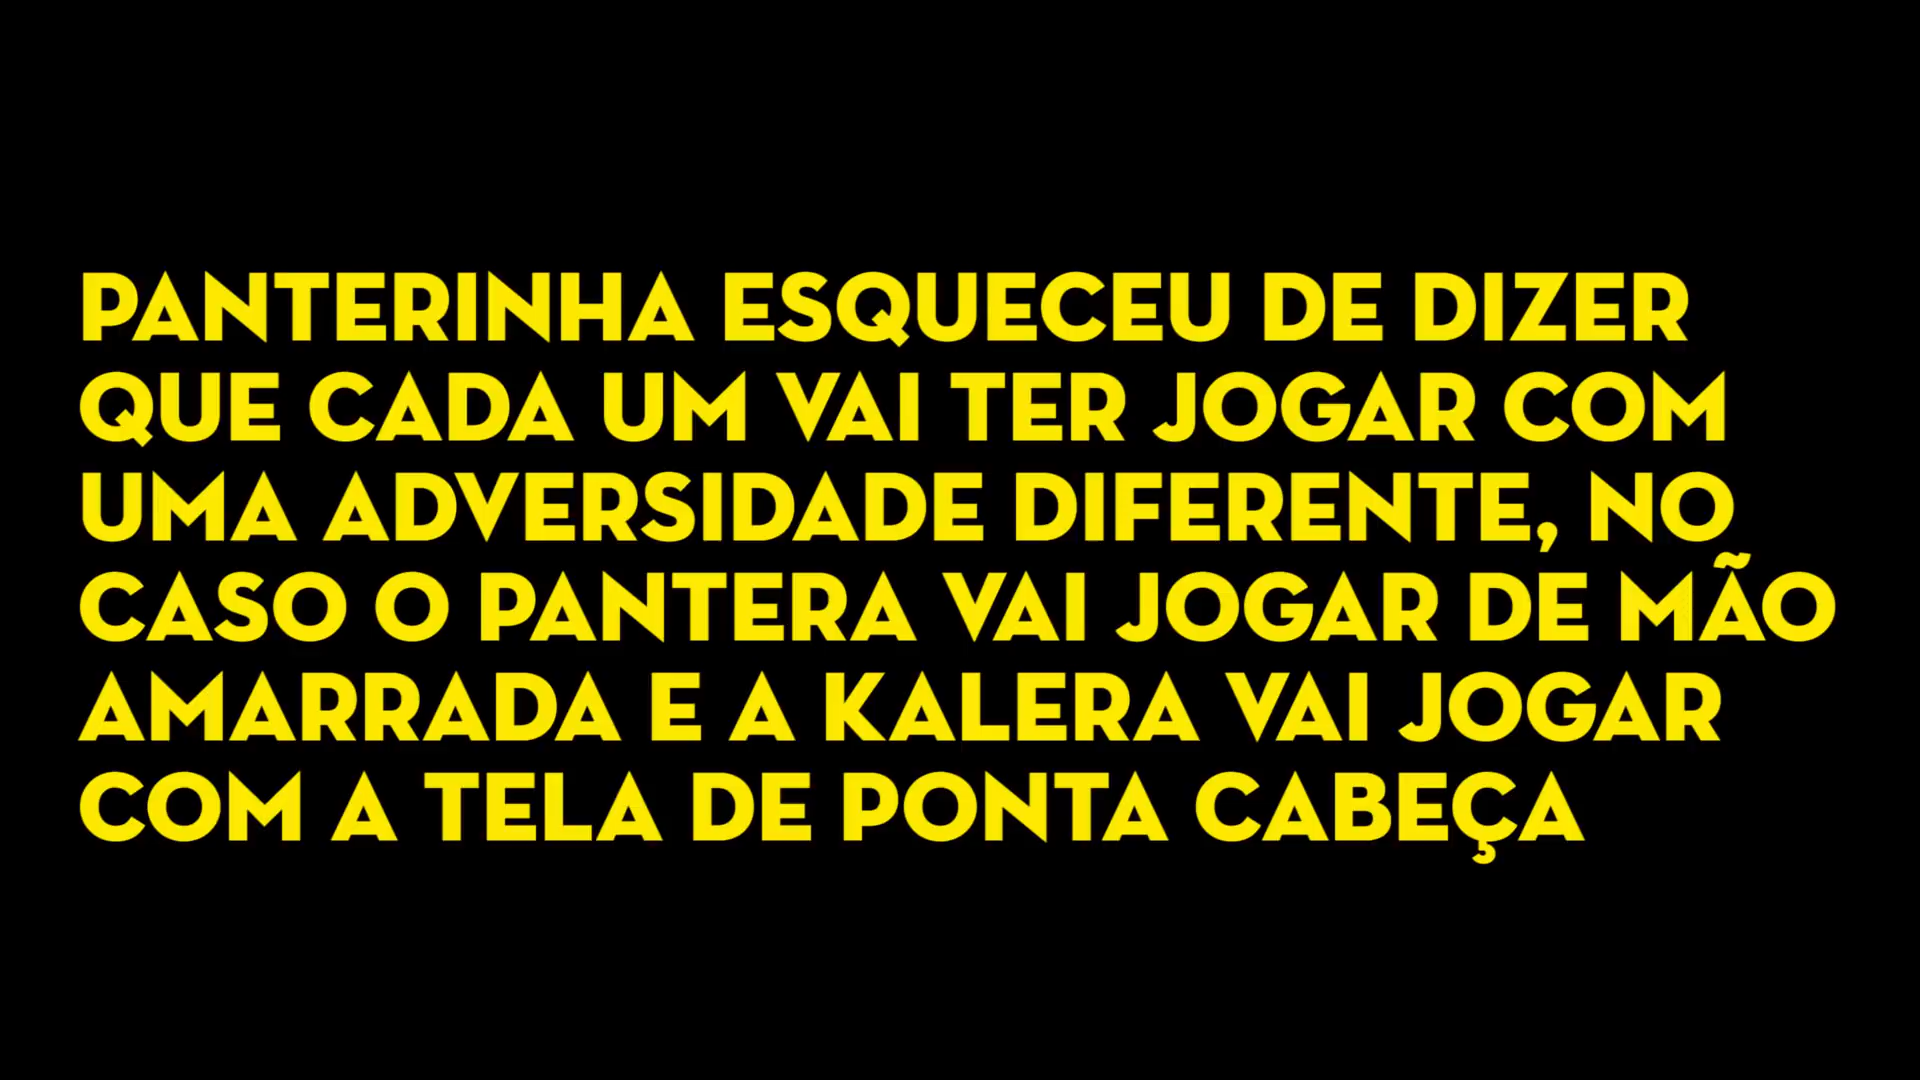 PANTERINHA ESQUECEU DE DIZER
QUE CADA UM VAI TER JOGAR COM
UMA ADVERSIDADE DIFERENTE, NO
CASO O PANTERA VAI JOGAR DE MÃO
AMARRADA E A KALERA VAI JOGAR
COM A TELA DE PONTA CABEÇA